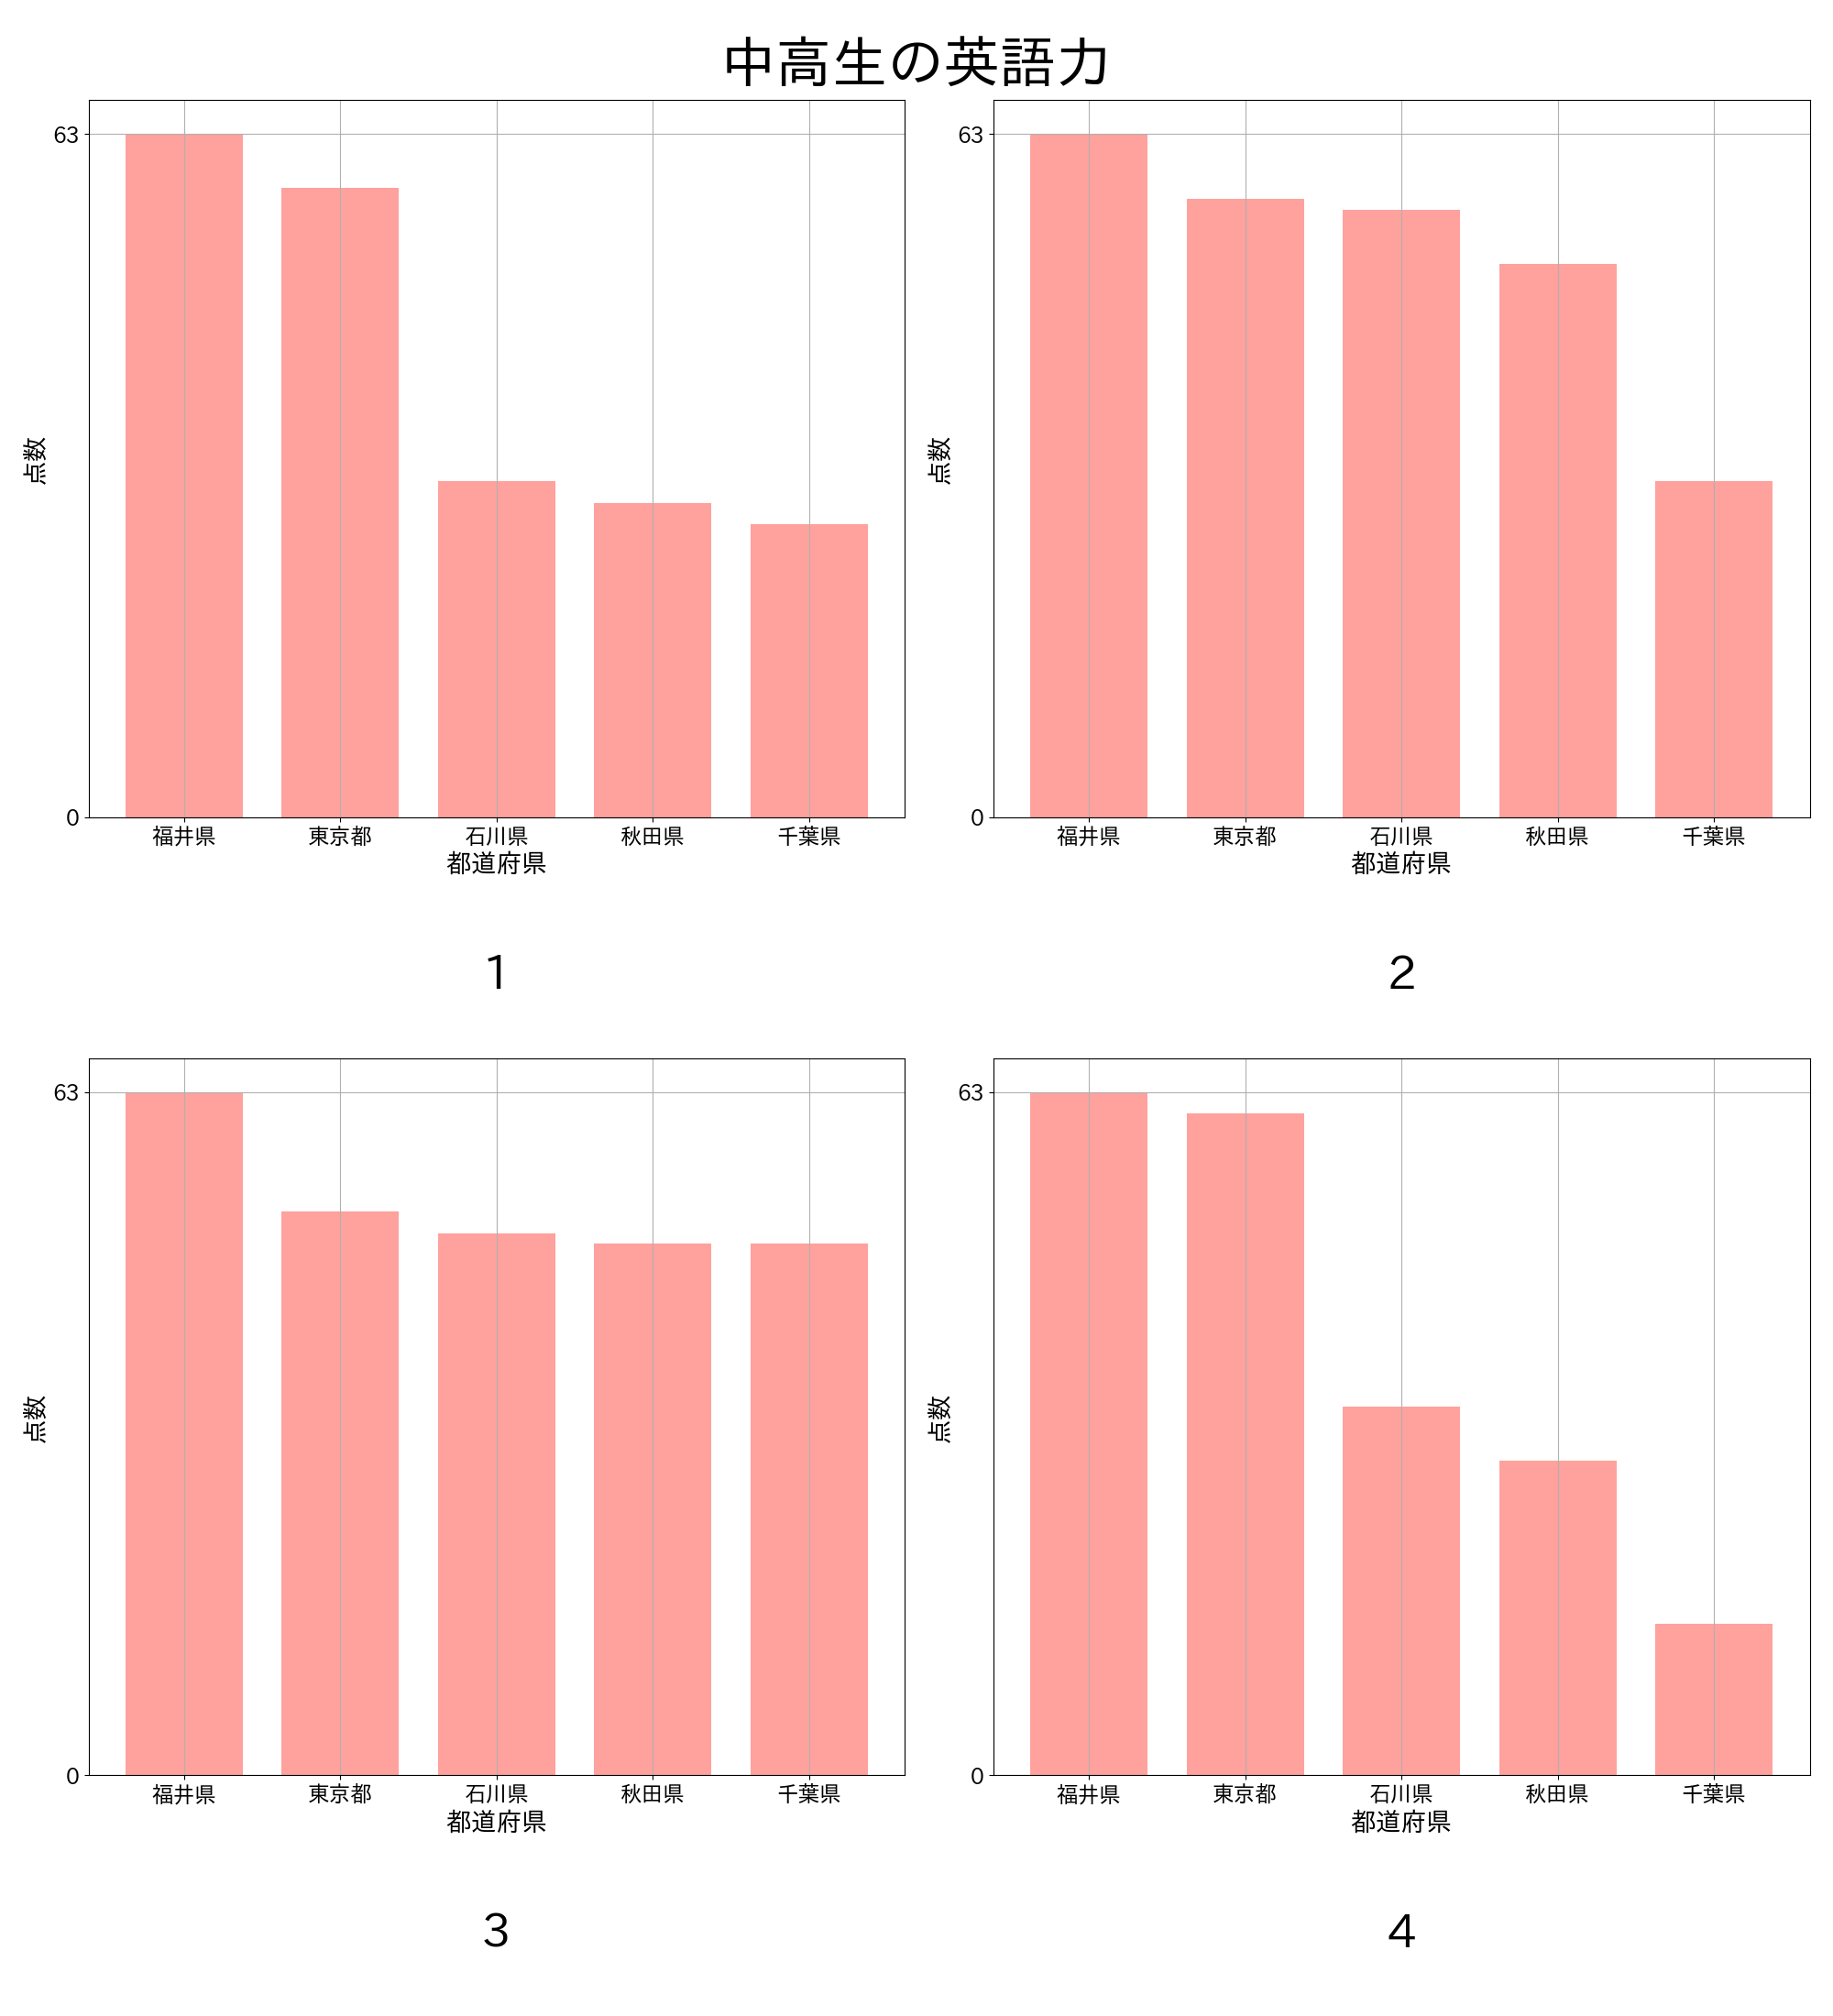 中高生の英語力
63
0
点数
福井県 東京都 石川県 秋田県 千葉県
都道府県
1
63
0
点数
福井県 東京都 石川県 秋田県 千葉県
都道府県
2
63
0
点数
福井県 東京都 石川県 秋田県 千葉県
都道府県
3
63
0
点数
福井県 東京都 石川県 秋田県 千葉県
都道府県
4